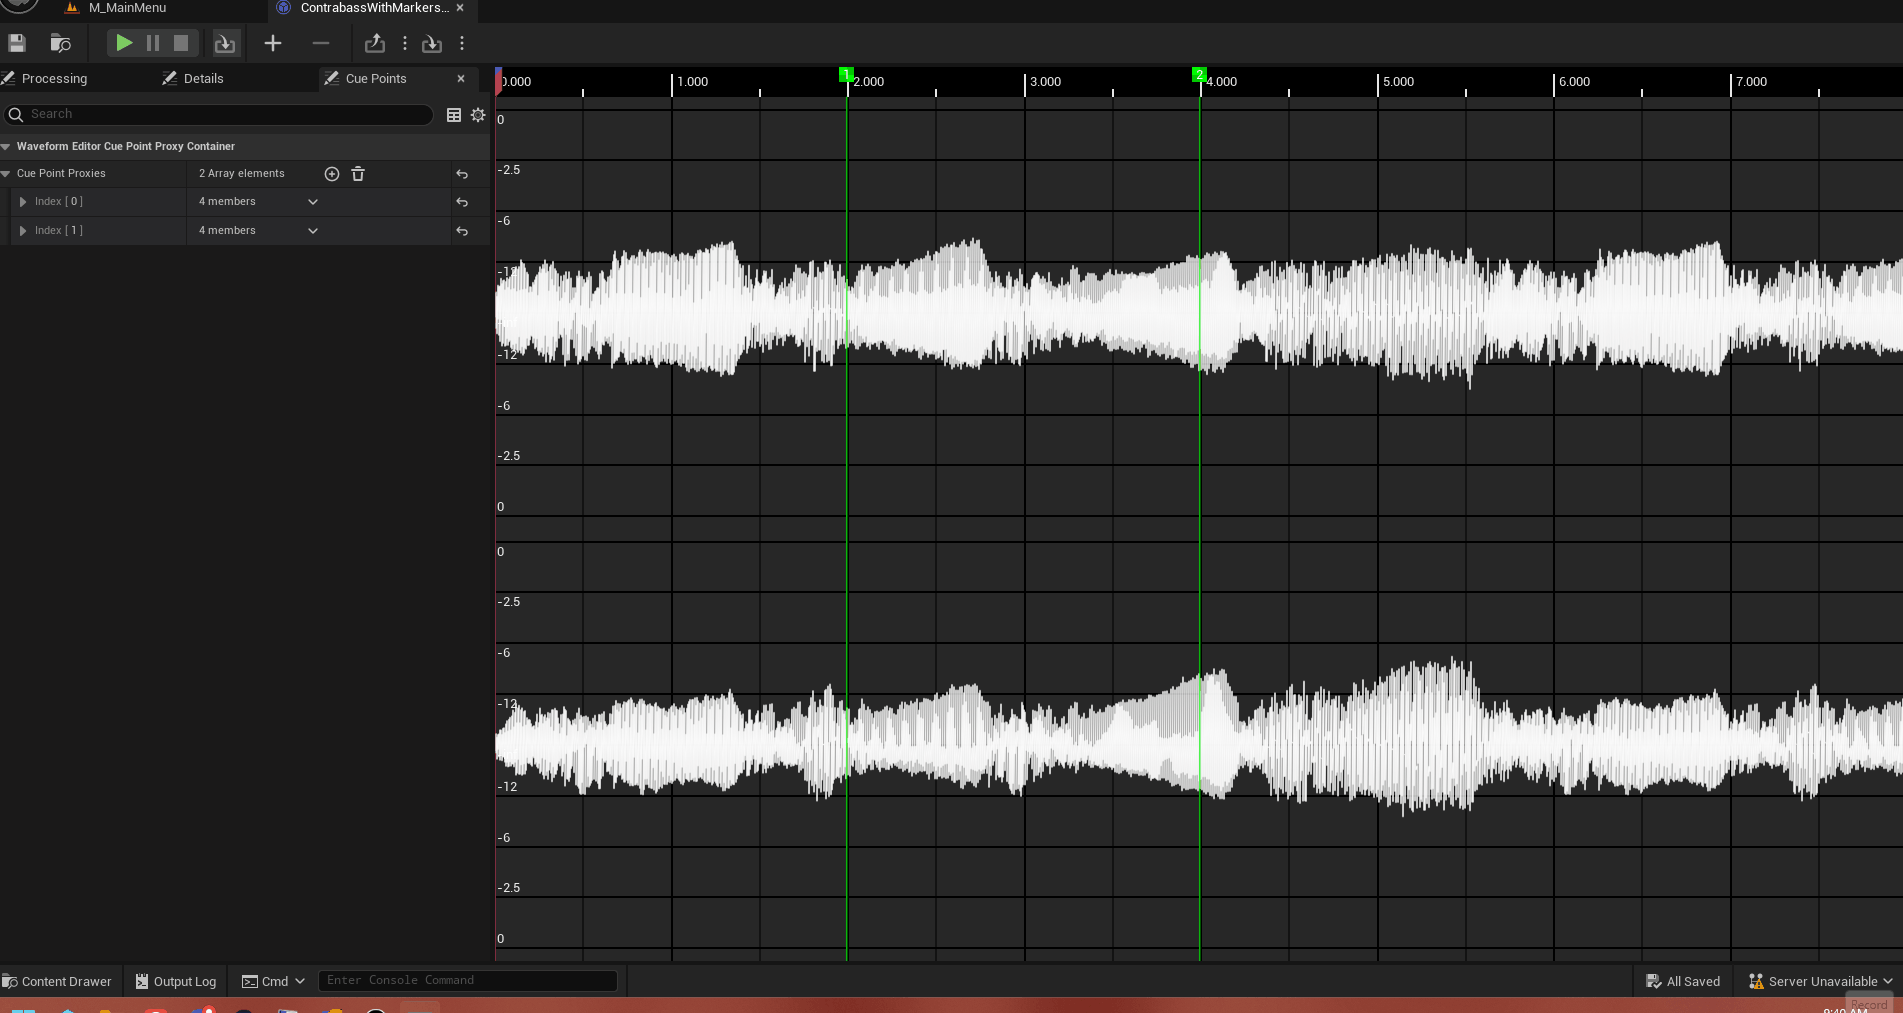 M_MainMenu
ContrabassWithMarkers...
Processing
Details
Cue Points
Search
Waveform Editor Cue Point Proxy Container
Cue Point Proxies
2 Array elements
Index [ 0 ]
4 members
Index [ 1 ]
4 members
0.000
1.000
1
2.000
3.000
2
4.000
5.000
6.000
7.000
0
-2.5
-6
-12
-12
-6
-2.5
0
0
-2.5
-6
-12
-12
-6
-2.5
0
Content Drawer
Output Log
Cmd
Enter Console Command
All Saved
Server Unavailable
Record
9:40 AM